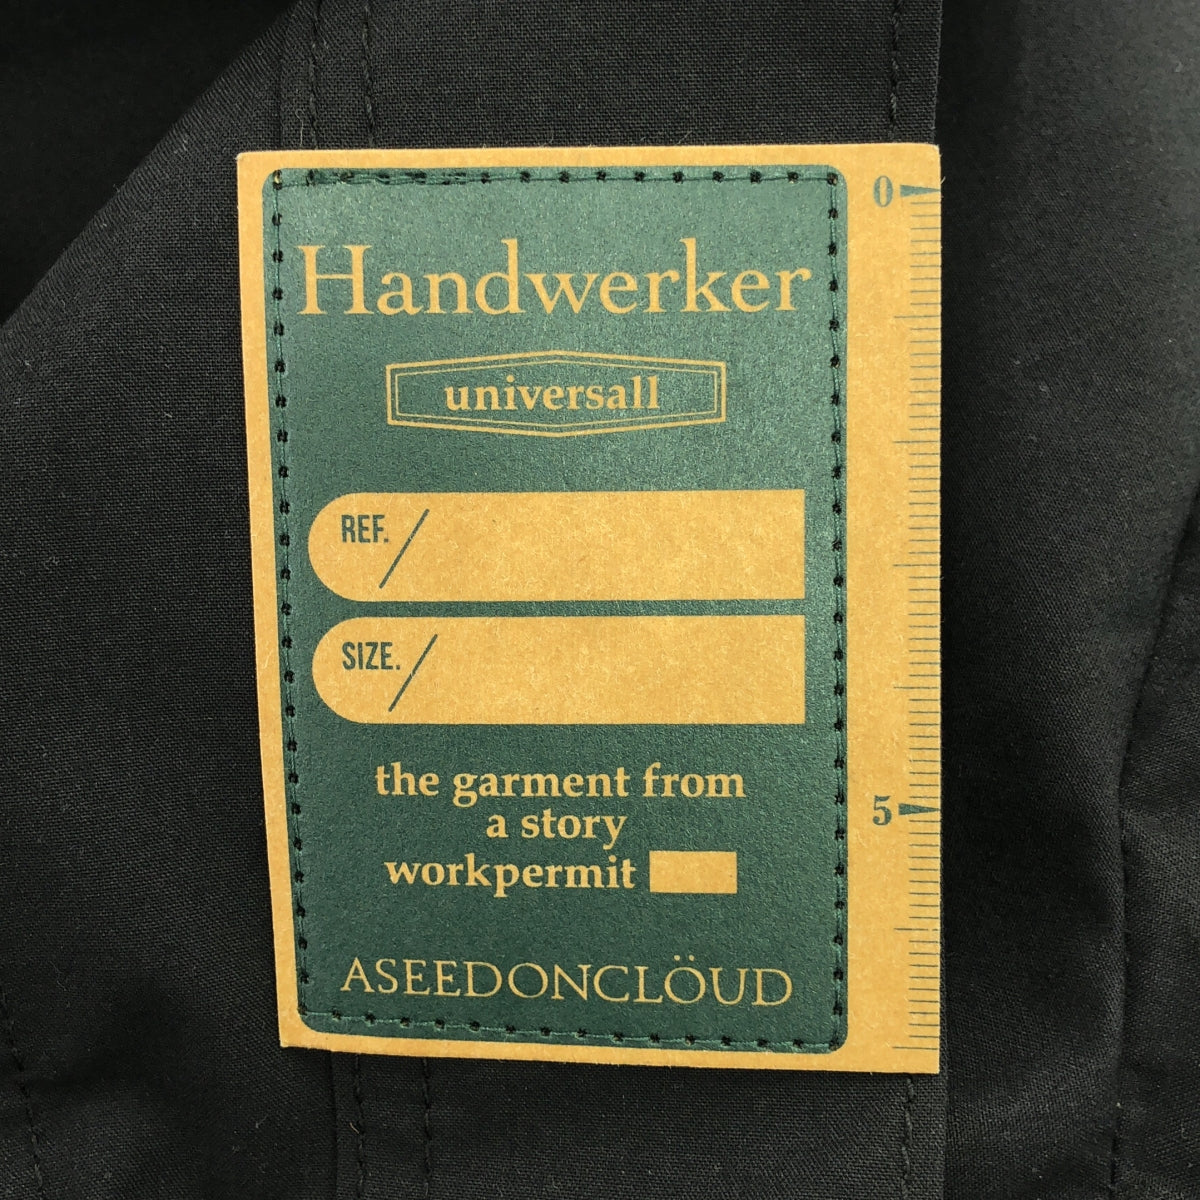 Handwerker
universall
REF. /
SIZE. /
the garment from
a story
workpermit
ASEEDONCLÖUD
0
5